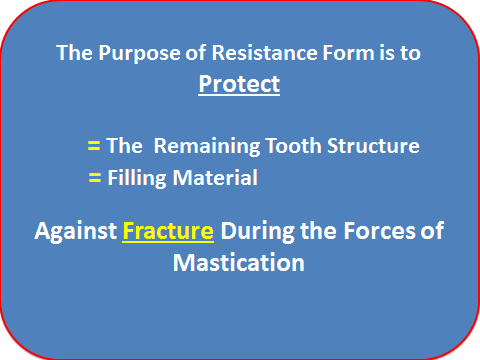 The Purpose of Resistance Form is to
Protect
= The Remaining Tooth Structure
= Filling Material
Against Fracture During the Forces of
Mastication